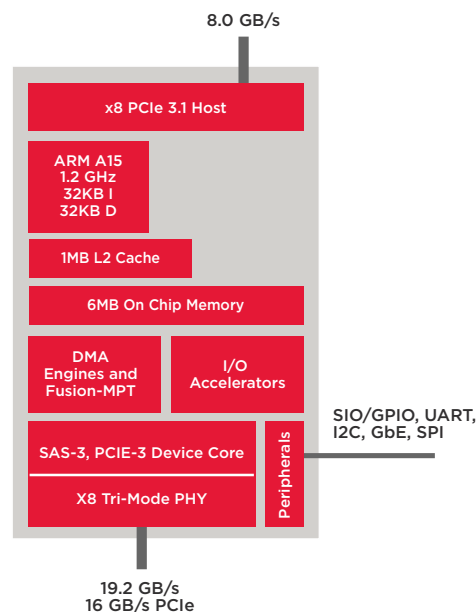 8.0 GB/s
x8 PCIe 3.1 Host
ARM A15
1.2 GHz
32KB I
32KB D
1MB L2 Cache
6MB On Chip Memory
DMA
Engines and
Fusion-MPT
I/O
Accelerators
SAS-3, PCIE-3 Device Core
X8 Tri-Mode PHY
Peripherals
SIO/GPIO, UART,
I2C, GbE, SPI
19.2 GB/s
16 GB/s PCIe